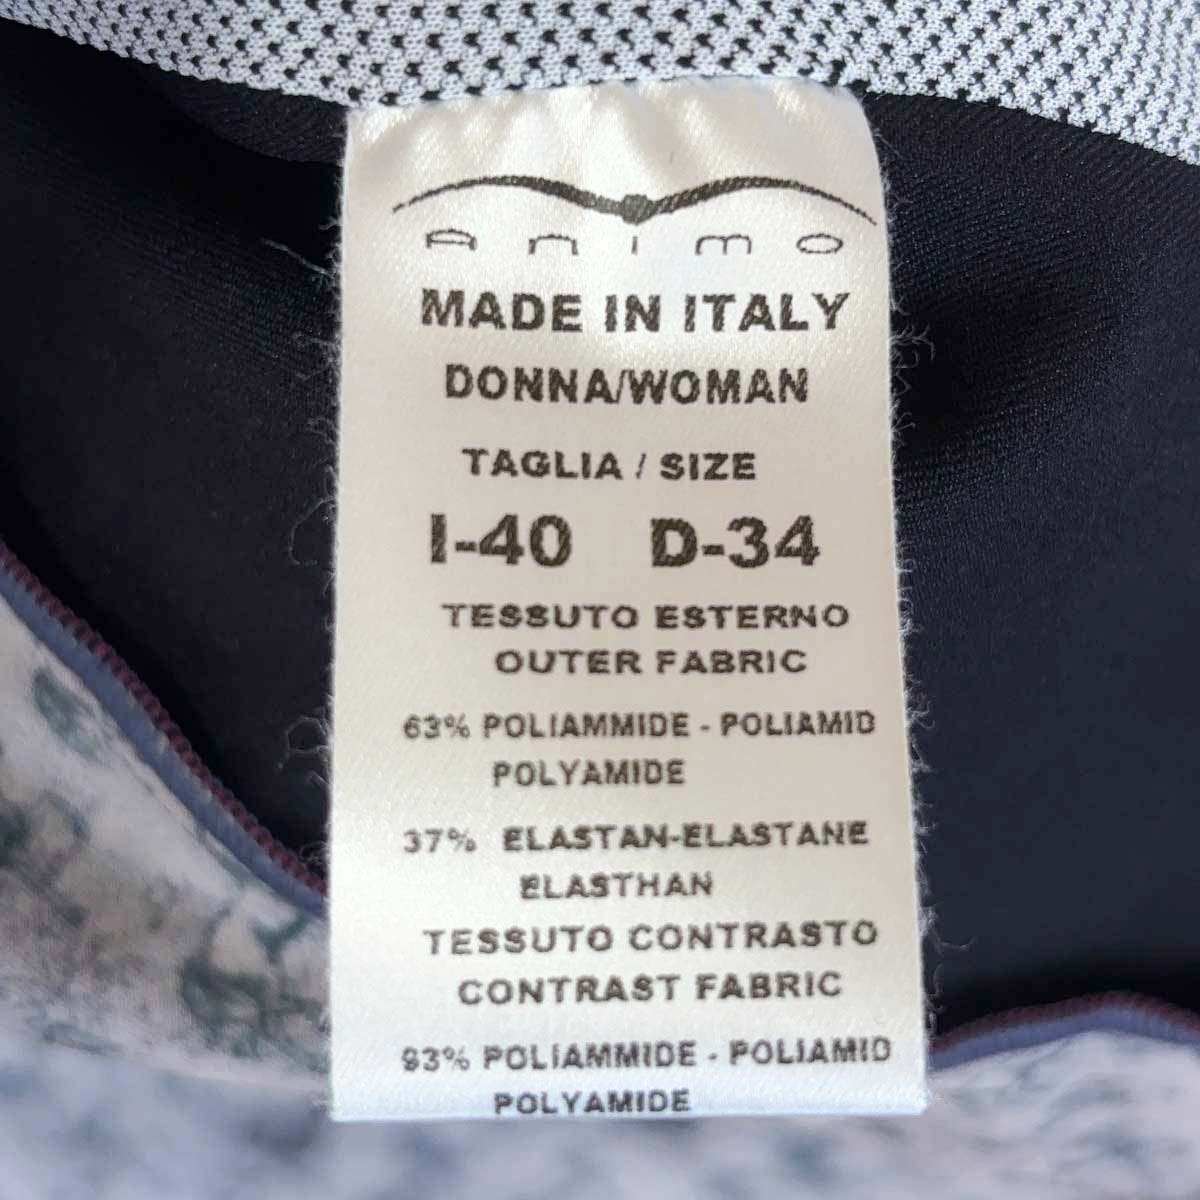 Animo
MADE IN ITALY
DONNA/WOMAN
TAGLIA / SIZE
I-40 D-34
TESSUTO ESTERNO
OUTER FABRIC
63% POLIAMMIDE - POLIAMID
POLYAMIDE
37% ELASTAN-ELASTANE
ELASTHAN
TESSUTO CONTRASTO
CONTRAST FABRIC
93% POLIAMMIDE - POLIAMID
POLYAMIDE